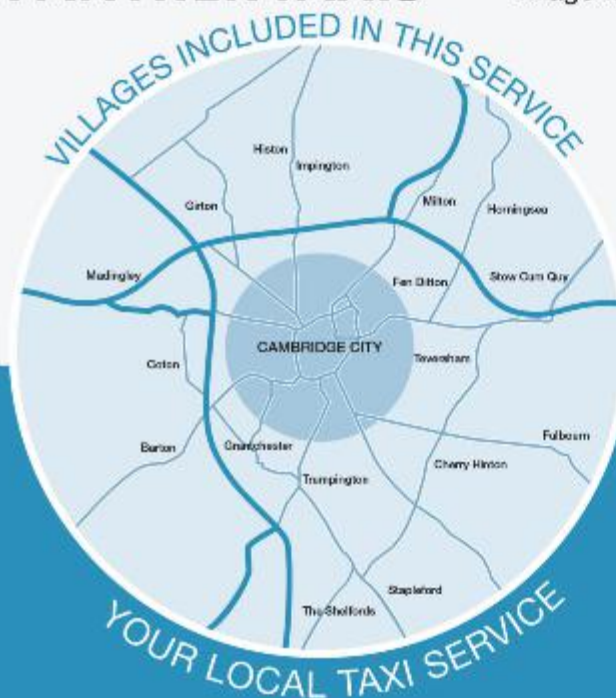 VILLAGES INCLUDED IN THIS SERVICE
Histon
Impington
Girton
Milton
Horningsea
Madingley
Fen Ditton
Stow Cum Quy
CAMBRIDGE CITY
Coton
Teversham
Barton
Grantchester
Fulbourn
Cherry Hinton
Trumpington
Stapleford
The Shelfords
YOUR LOCAL TAXI SERVICE